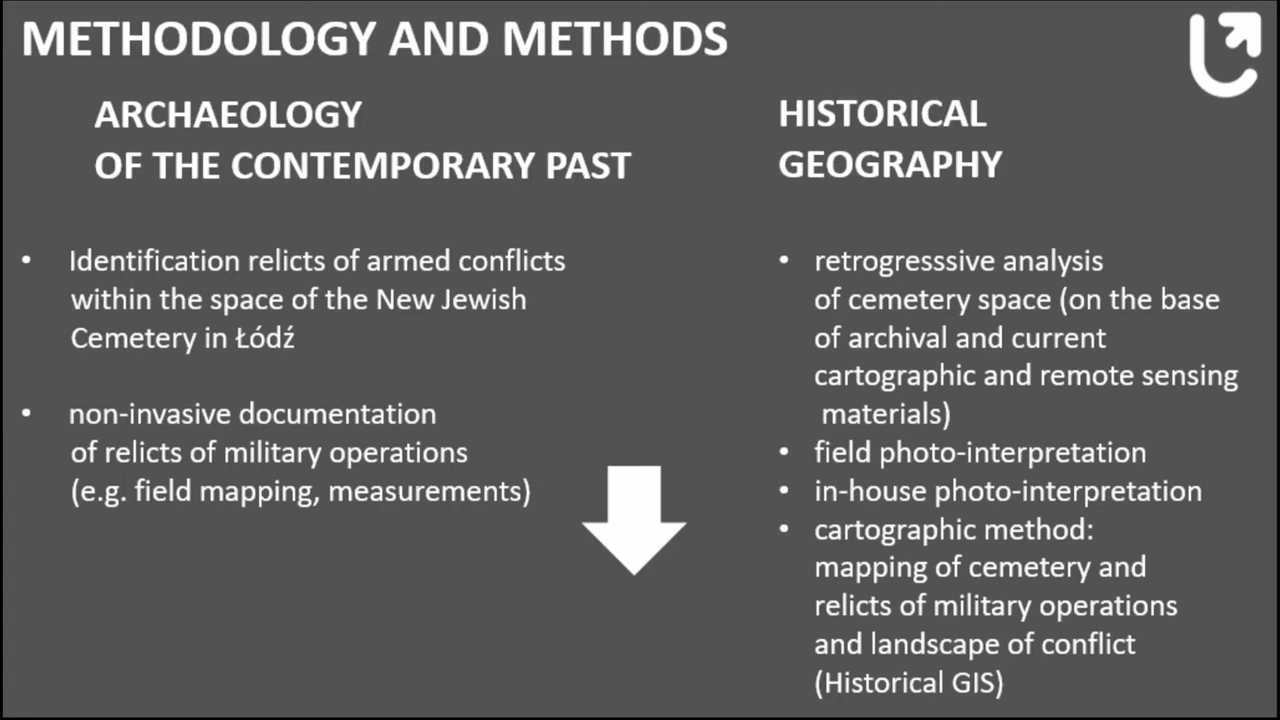 METHODOLOGY AND METHODS
ARCHAEOLOGY
OF THE CONTEMPORARY PAST
• Identification relicts of armed conflicts
within the space of the New Jewish
Cemetery in Łódź
• non-invasive documentation
of relicts of military operations
(e.g. field mapping, measurements)
HISTORICAL
GEOGRAPHY
• retrogresssive analysis
of cemetery space (on the base
of archival and current
cartographic and remote sensing
materials)
• field photo-interpretation
• in-house photo-interpretation
• cartographic method:
mapping of cemetery and
relicts of military operations
and landscape of conflict
(Historical GIS)